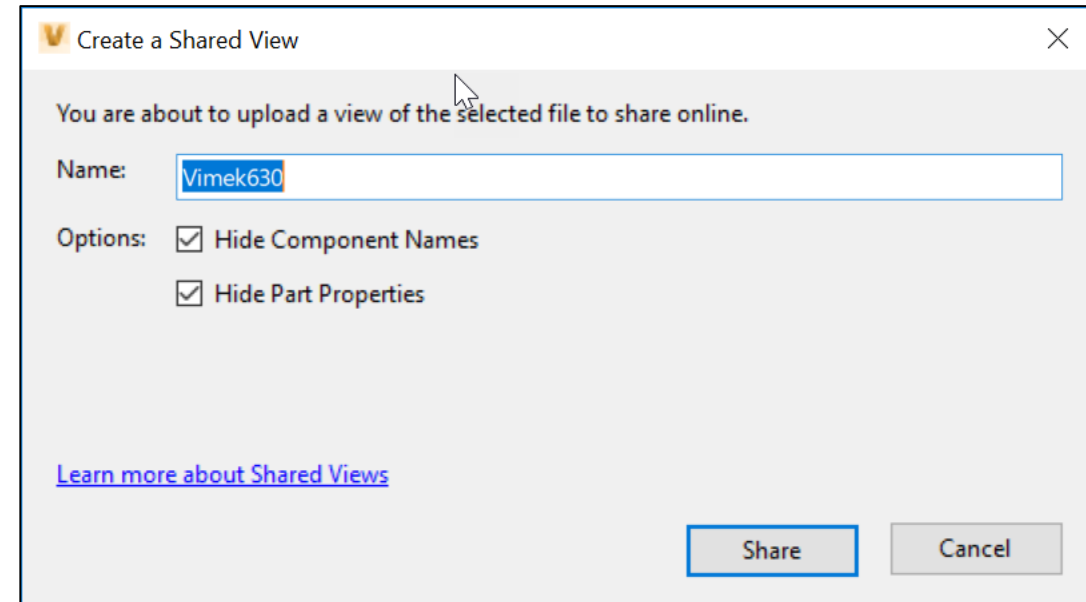 Create a Shared View
You are about to upload a view of the selected file to share online.
Name: Vimek630
Options: Hide Component Names
Hide Part Properties
Learn more about Shared Views
Share Cancel